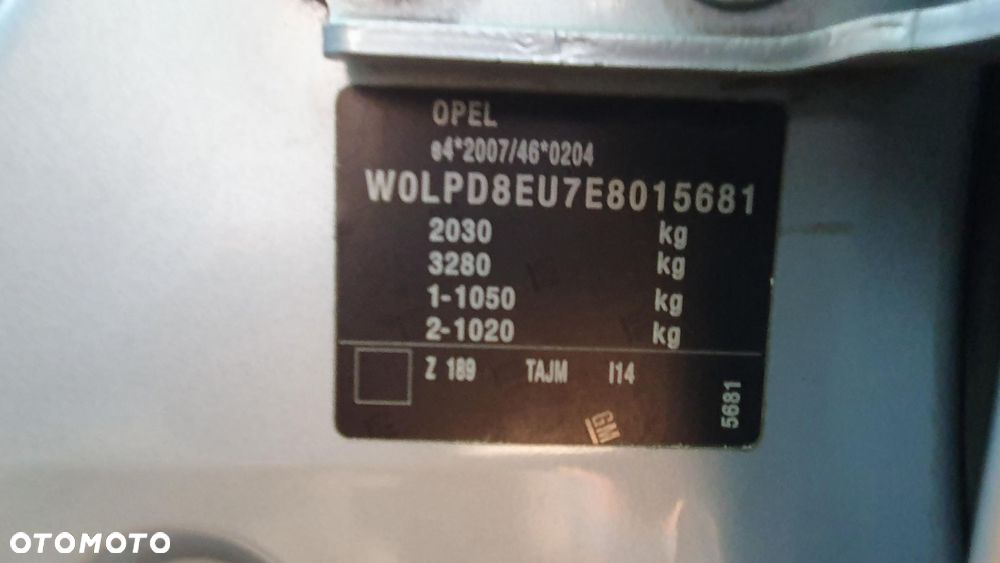 OPEL
e4*2007/46*0204
W0LPD8EU7E8015681
2030 kg
3280 kg
1-1050 kg
2-1020 kg
Z 189 TAJM I14
5681
GM
OTOMOTO